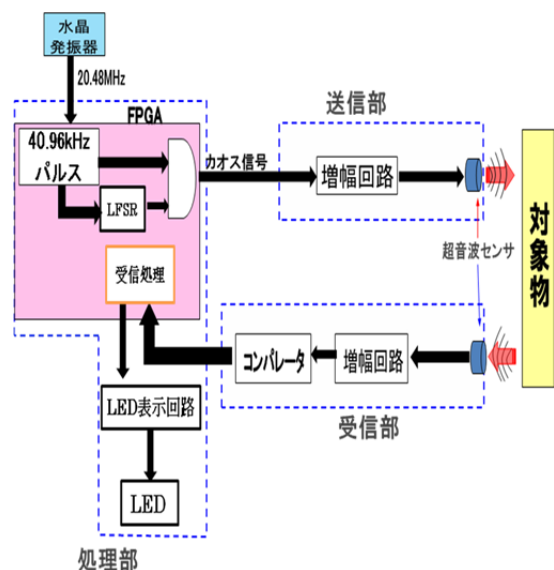 水晶
発振器
20.48MHz
FPGA
40.96kHz
パルス
LFSR
カオス信号
送信部
増幅回路
対象物
超音波センサ
受信処理
コンパレータ
増幅回路
受信部
LED表示回路
LED
処理部